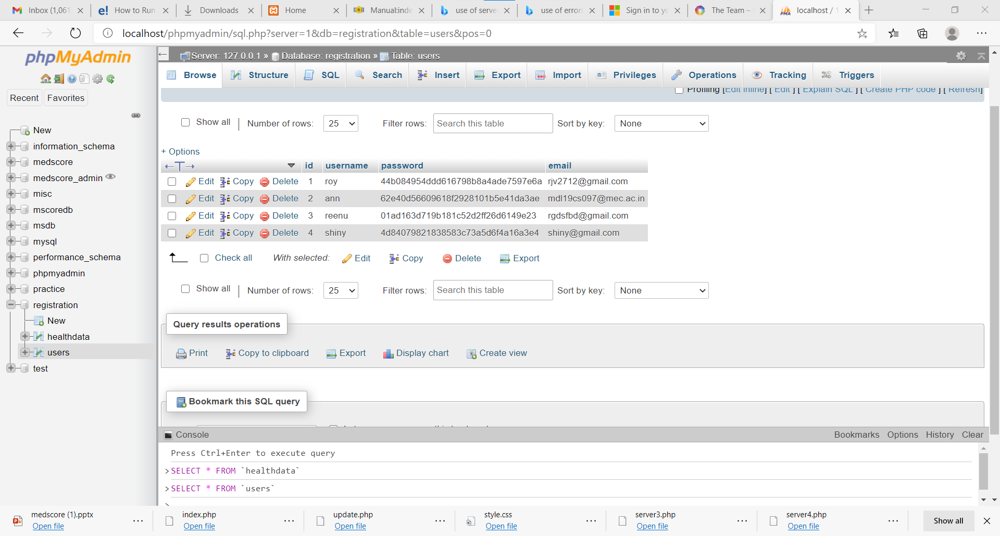 Inbox (1,061
How to Run
Downloads
Home
Manual:inde
use of serve
use of errors
Sign in to yo
The Team –
localhost / 1
localhost/phpmyadmin/sql.php?server=1&db=registration&table=users&pos=0
phpMyAdmin
Recent
Favorites
New
information_schema
medscore
medscore_admin
misc
mscoredb
msdb
mysql
performance_schema
phpmyadmin
practice
registration
New
healthdata
users
test
Server: 127.0.0.1 » Database: registration » Table: users
Browse
Structure
SQL
Search
Insert
Export
Import
Privileges
Operations
Tracking
Triggers
Profiling [Edit inline] [ Edit ] [ Explain SQL ] [ Create PHP code ] [ Refresh]
Show all | Number of rows: 25 Filter rows: Search this table Sort by key: None
+ Options
id username password email
Edit Copy Delete 1 roy 44b084954ddd616798b8a4ade7597e6a rjv2712@gmail.com
Edit Copy Delete 2 ann 62e40d56609618f2928101b5e41da3ae mdl19cs097@mec.ac.in
Edit Copy Delete 3 reenu 01ad163d719b181c52d2ff26d6149e23 rgdsfbd@gmail.com
Edit Copy Delete 4 shiny 4d84079821838583c73a5d6f4a16a3e4 shiny@gmail.com
Check all With selected: Edit Copy Delete Export
Show all | Number of rows: 25 Filter rows: Search this table Sort by key: None
Query results operations
Print Copy to clipboard Export Display chart Create view
Bookmark this SQL query
Console
Bookmarks Options History Clear
Press Ctrl+Enter to execute query
>SELECT * FROM `healthdata`
>SELECT * FROM `users`
>
medscore (1).pptx
Open file
index.php
Open file
update.php
Open file
style.css
Open file
server3.php
Open file
server4.php
Open file
Show all